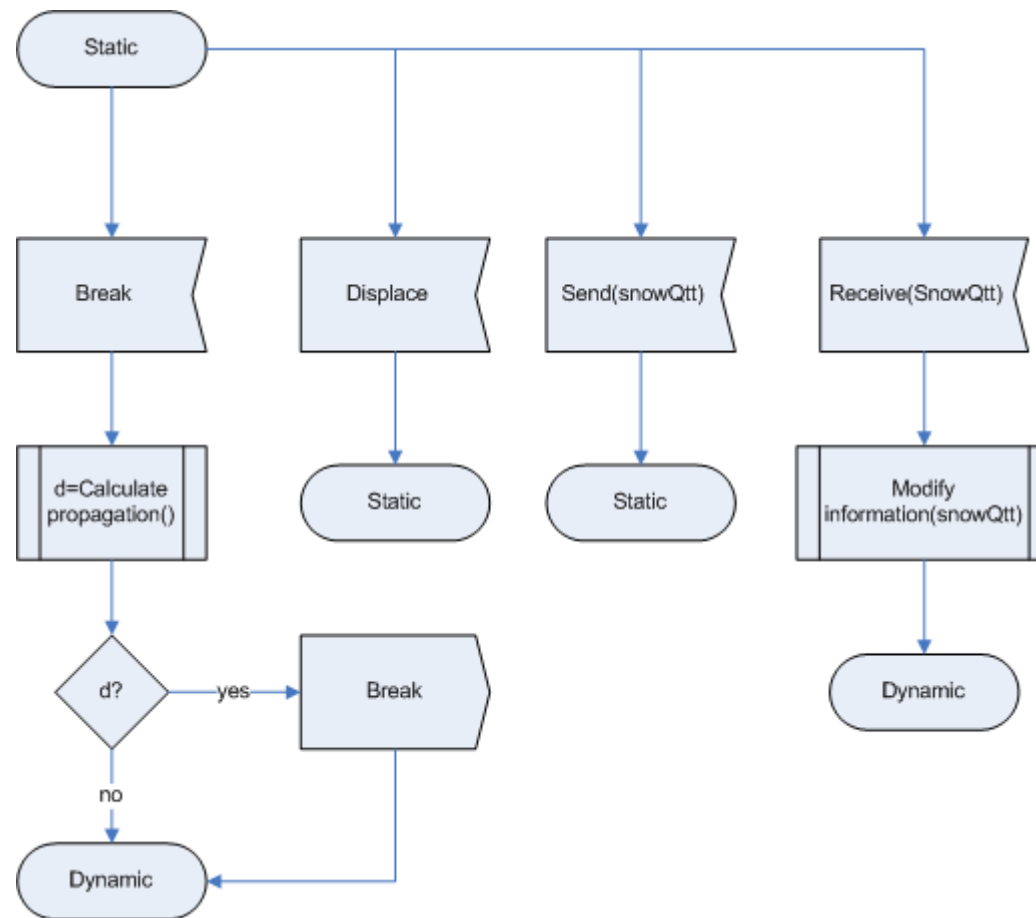 Static
Break
Displace
Send(snowQtt)
Receive(SnowQtt)
d=Calculate
propagation()
Static
Static
Modify
information(snowQtt)
d?
yes
Break
Dynamic
no
Dynamic